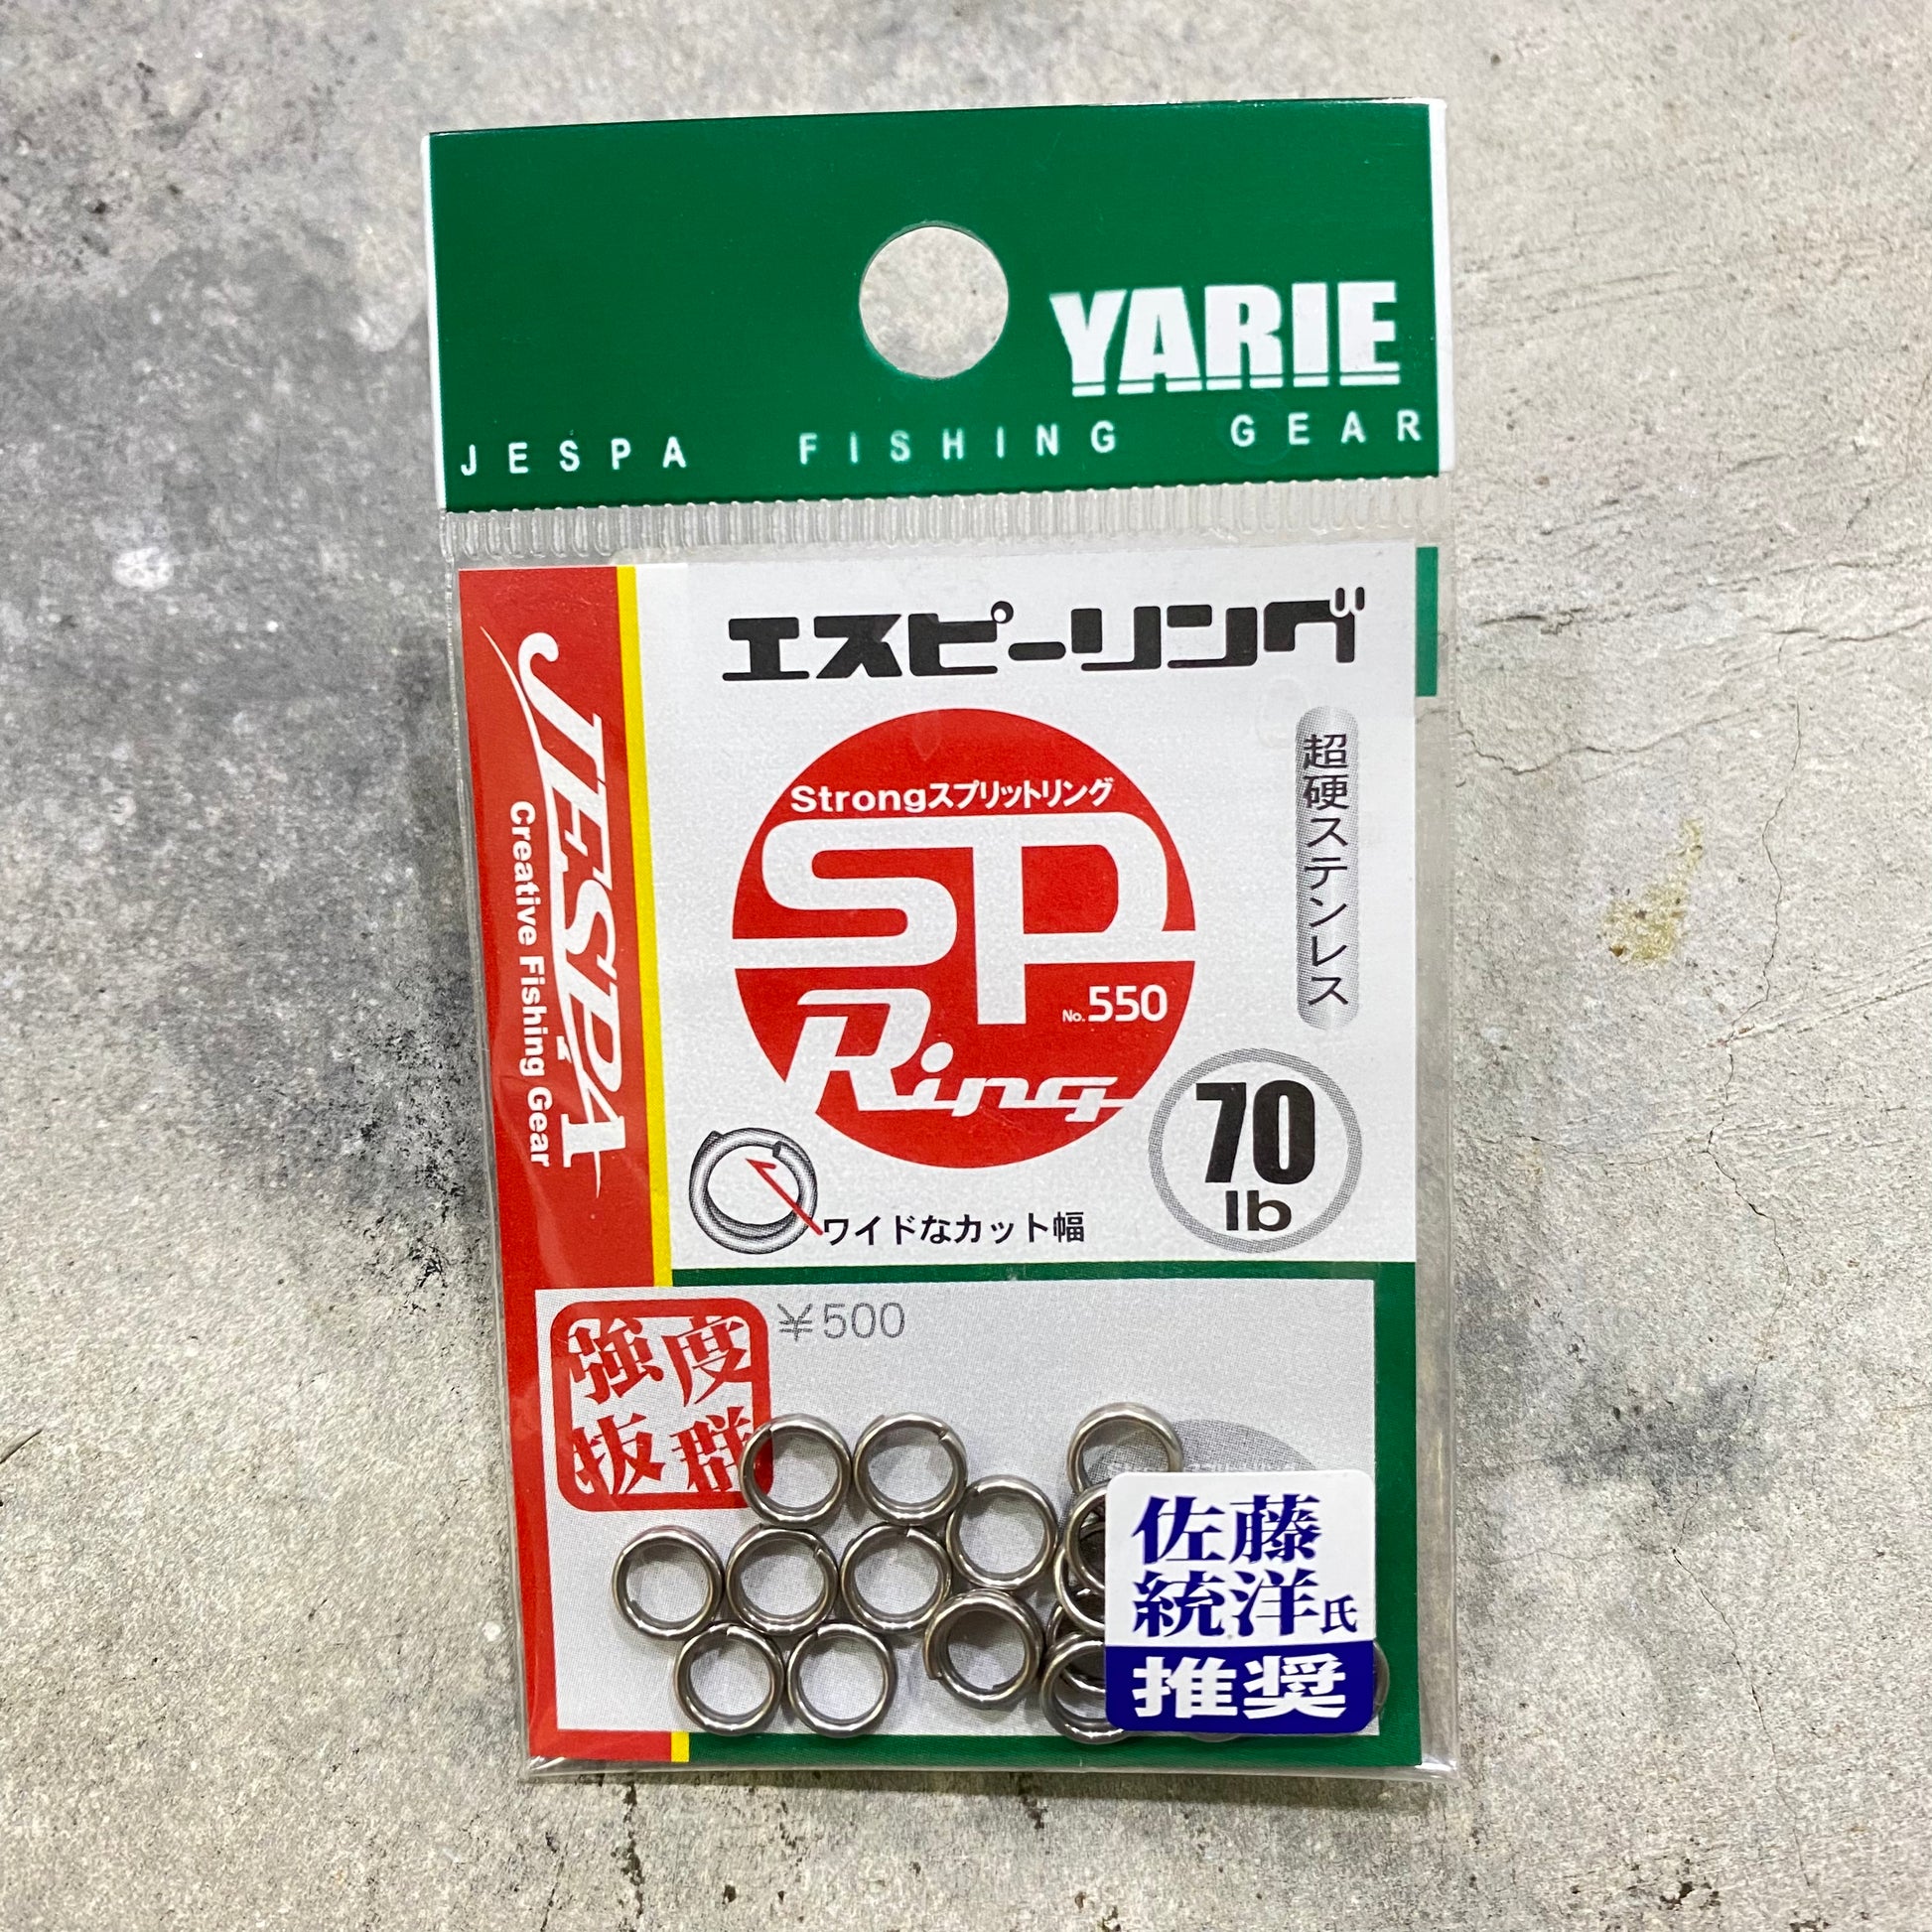 YARIE
JESPA FISHING GEAR
エスピーリング
JESPA
Creative Fishing Gear
Strongスプリットリング
SP
No.550
Ring
超硬ステンレス
70
lb
ワイドなカット幅
¥500
強度
抜群
佐藤
統洋氏
推奨